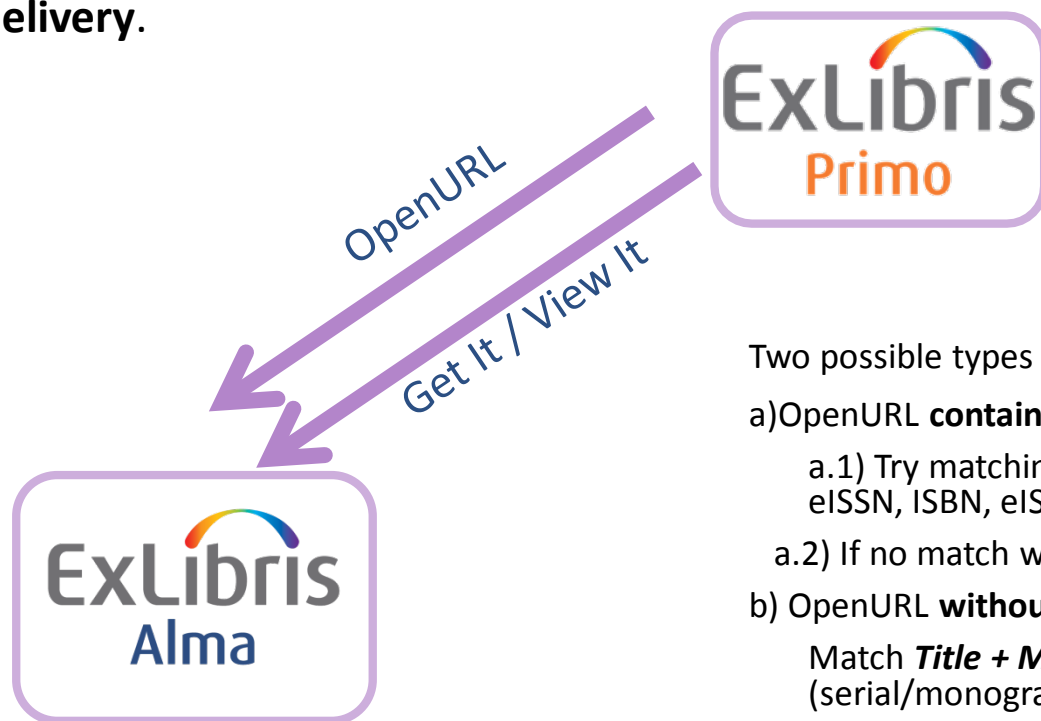 elivery.
ExLibris
Primo
OpenURL
Get It / View It
Two possible types
a)OpenURL contain
a.1) Try matchin
eISSN, ISBN, eIS
a.2) If no match w
b) OpenURL withou
Match Title + M
(serial/monogra
ExLibris
Alma